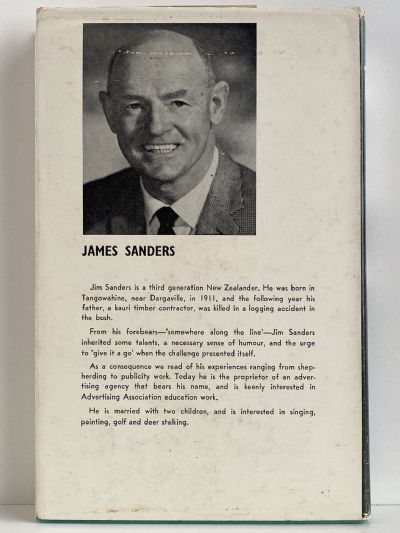 JAMES SANDERS
Jim Sanders is a third generation New Zealander. He was born in
Tangowahine, near Dargaville, in 1911, and the following year his
father, a kauri timber contractor, was killed in a logging accident in
the bush.
From his forebears—'somewhere along the line'—Jim Sanders
inherited some talents, a necessary sense of humour, and the urge
to 'give it a go' when the challenge presented itself.
As a consequence we read of his experiences ranging from shep-
herding to publicity work. Today he is the proprietor of an adver-
tising agency that bears his name, and is keenly interested in
Advertising Association education work.
He is married with two children, and is interested in singing,
painting, golf and deer stalking.